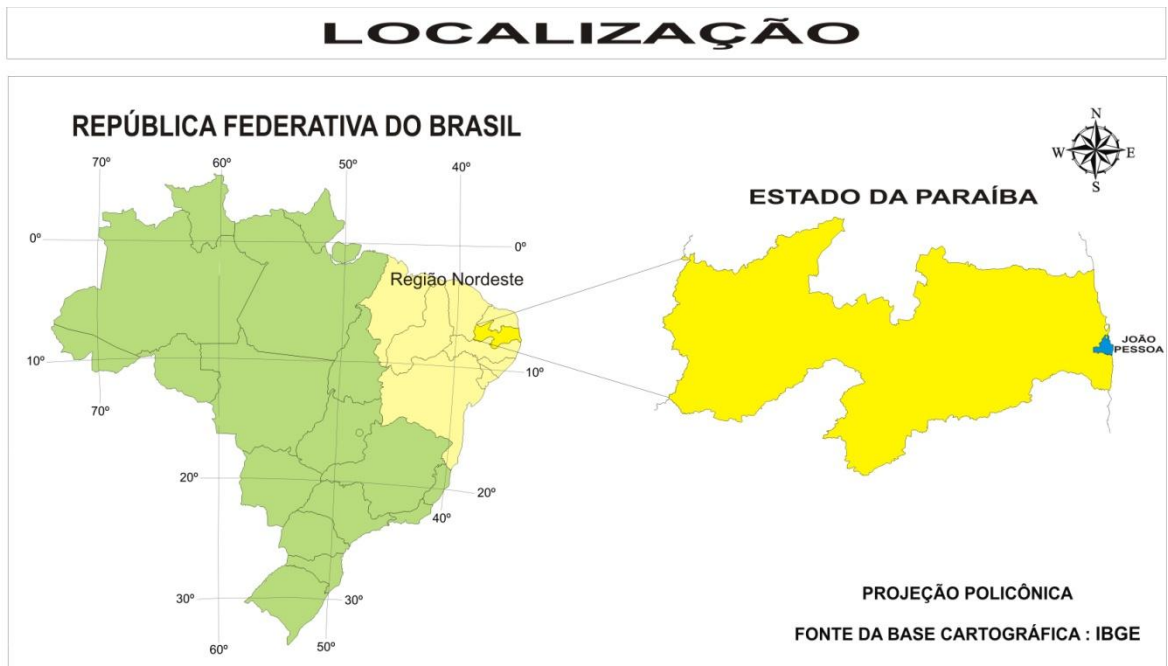 LOCALIZAÇÃO
REPÚBLICA FEDERATIVA DO BRASIL
70º
60º
50º
40º
0º
0º
Região Nordeste
10º
10º
70º
20º
20º
40º
30º
30º
60º
50º
N
W
E
S
ESTADO DA PARAÍBA
JOÃO
PESSOA
PROJEÇÃO POLICÔNICA
FONTE DA BASE CARTOGRÁFICA : IBGE